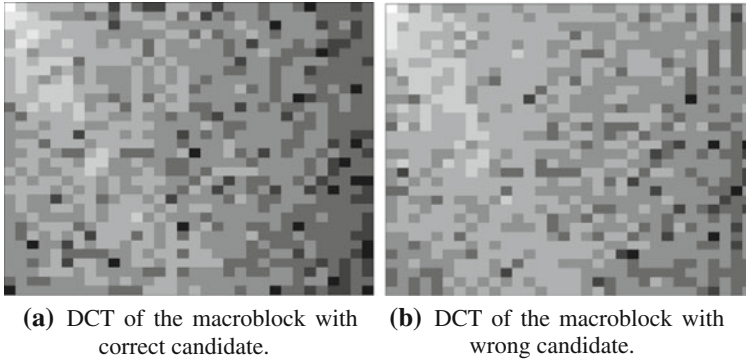 (a) DCT of the macroblock with
correct candidate.
(b) DCT of the macroblock with
wrong candidate.